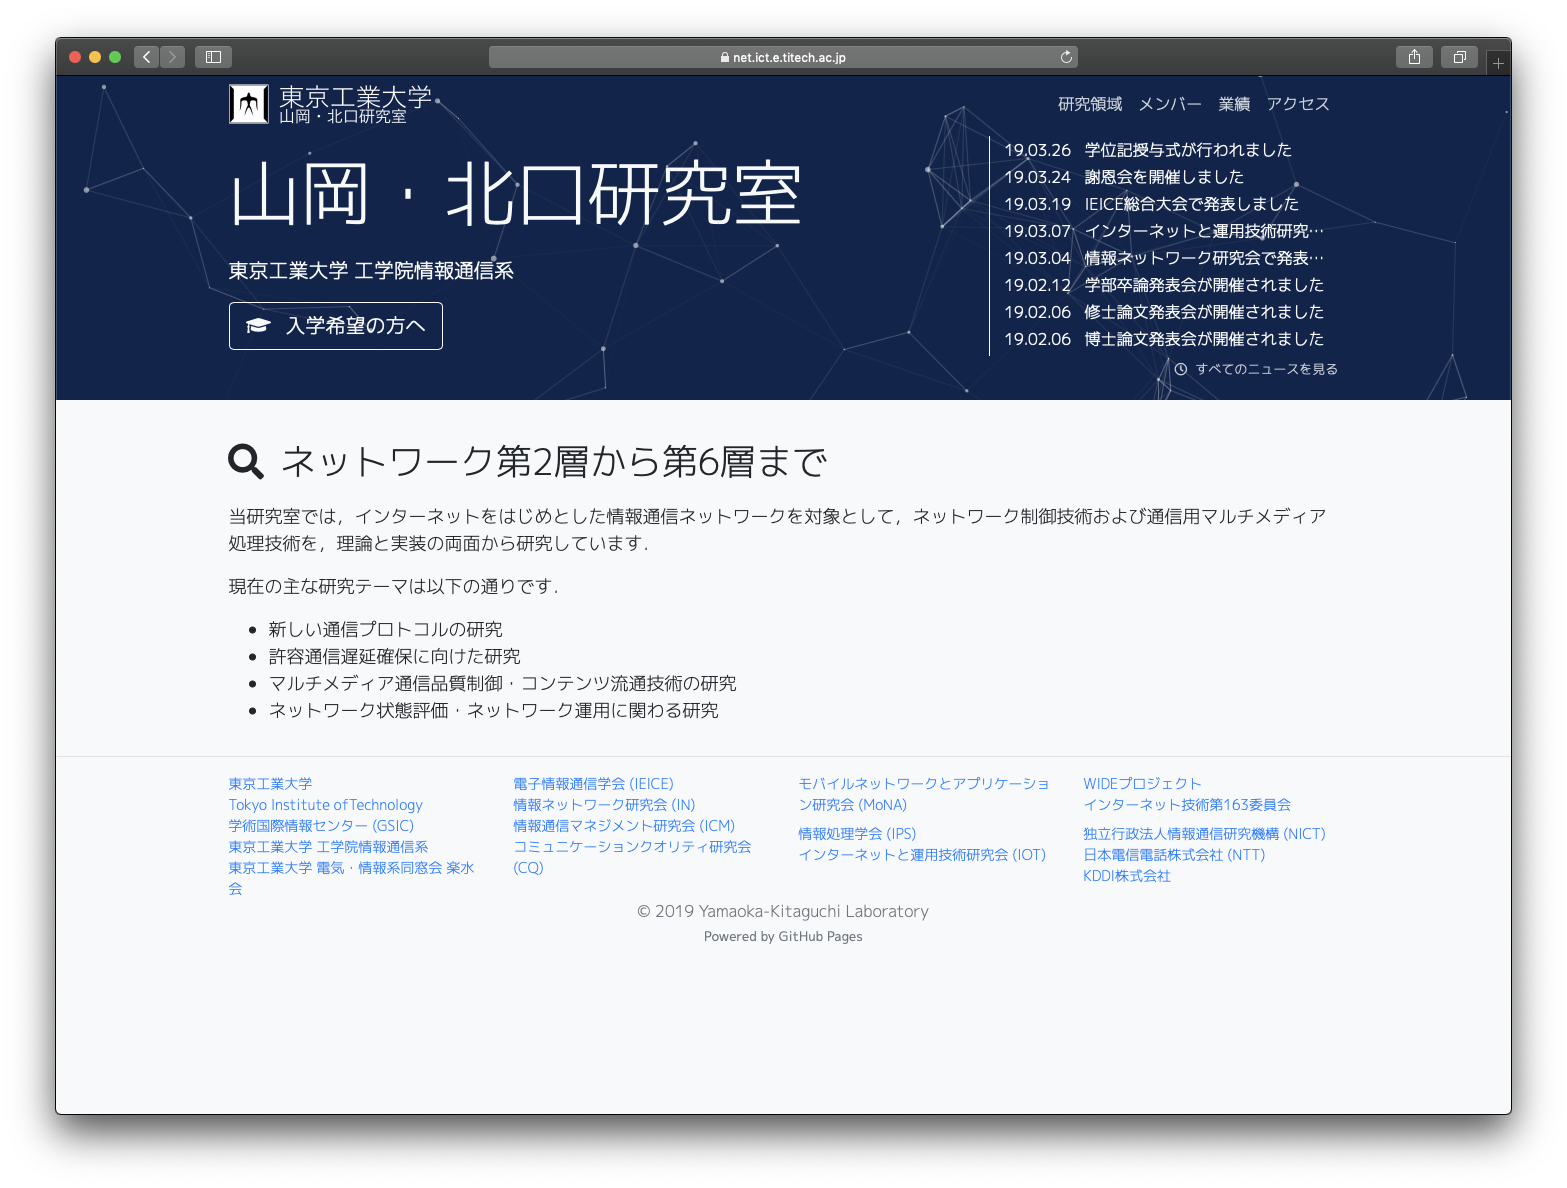 net.ict.e.titech.ac.jp
東京工業大学
山岡・北口研究室
研究領域 メンバー 業績 アクセス
山岡・北口研究室
東京工業大学 工学院情報通信系
入学希望の方へ
19.03.26 学位記授与式が行われました
19.03.24 謝恩会を開催しました
19.03.19 IEICE総合大会で発表しました
19.03.07 インターネットと運用技術研究…
19.03.04 情報ネットワーク研究会で発表…
19.02.12 学部卒論発表会が開催されました
19.02.06 修士論文発表会が開催されました
19.02.06 博士論文発表会が開催されました
すべてのニュースを見る
ネットワーク第2層から第6層まで
当研究室では，インターネットをはじめとした情報通信ネットワークを対象として，ネットワーク制御技術および通信用マルチメディア
処理技術を，理論と実装の両面から研究しています．
現在の主な研究テーマは以下の通りです．
• 新しい通信プロトコルの研究
• 許容通信遅延確保に向けた研究
• マルチメディア通信品質制御・コンテンツ流通技術の研究
• ネットワーク状態評価・ネットワーク運用に関わる研究
東京工業大学
Tokyo Institute ofTechnology
学術国際情報センター (GSIC)
東京工業大学 工学院情報通信系
東京工業大学 電気・情報系同窓会 楽水
会
電子情報通信学会 (IEICE)
情報ネットワーク研究会 (IN)
情報通信マネジメント研究会 (ICM)
コミュニケーションクオリティ研究会
(CQ)
モバイルネットワークとアプリケーショ
ン研究会 (MoNA)
情報処理学会 (IPS)
インターネットと運用技術研究会 (IOT)
WIDEプロジェクト
インターネット技術第163委員会
独立行政法人情報通信研究機構 (NICT)
日本電信電話株式会社 (NTT)
KDDI株式会社
© 2019 Yamaoka-Kitaguchi Laboratory
Powered by GitHub Pages